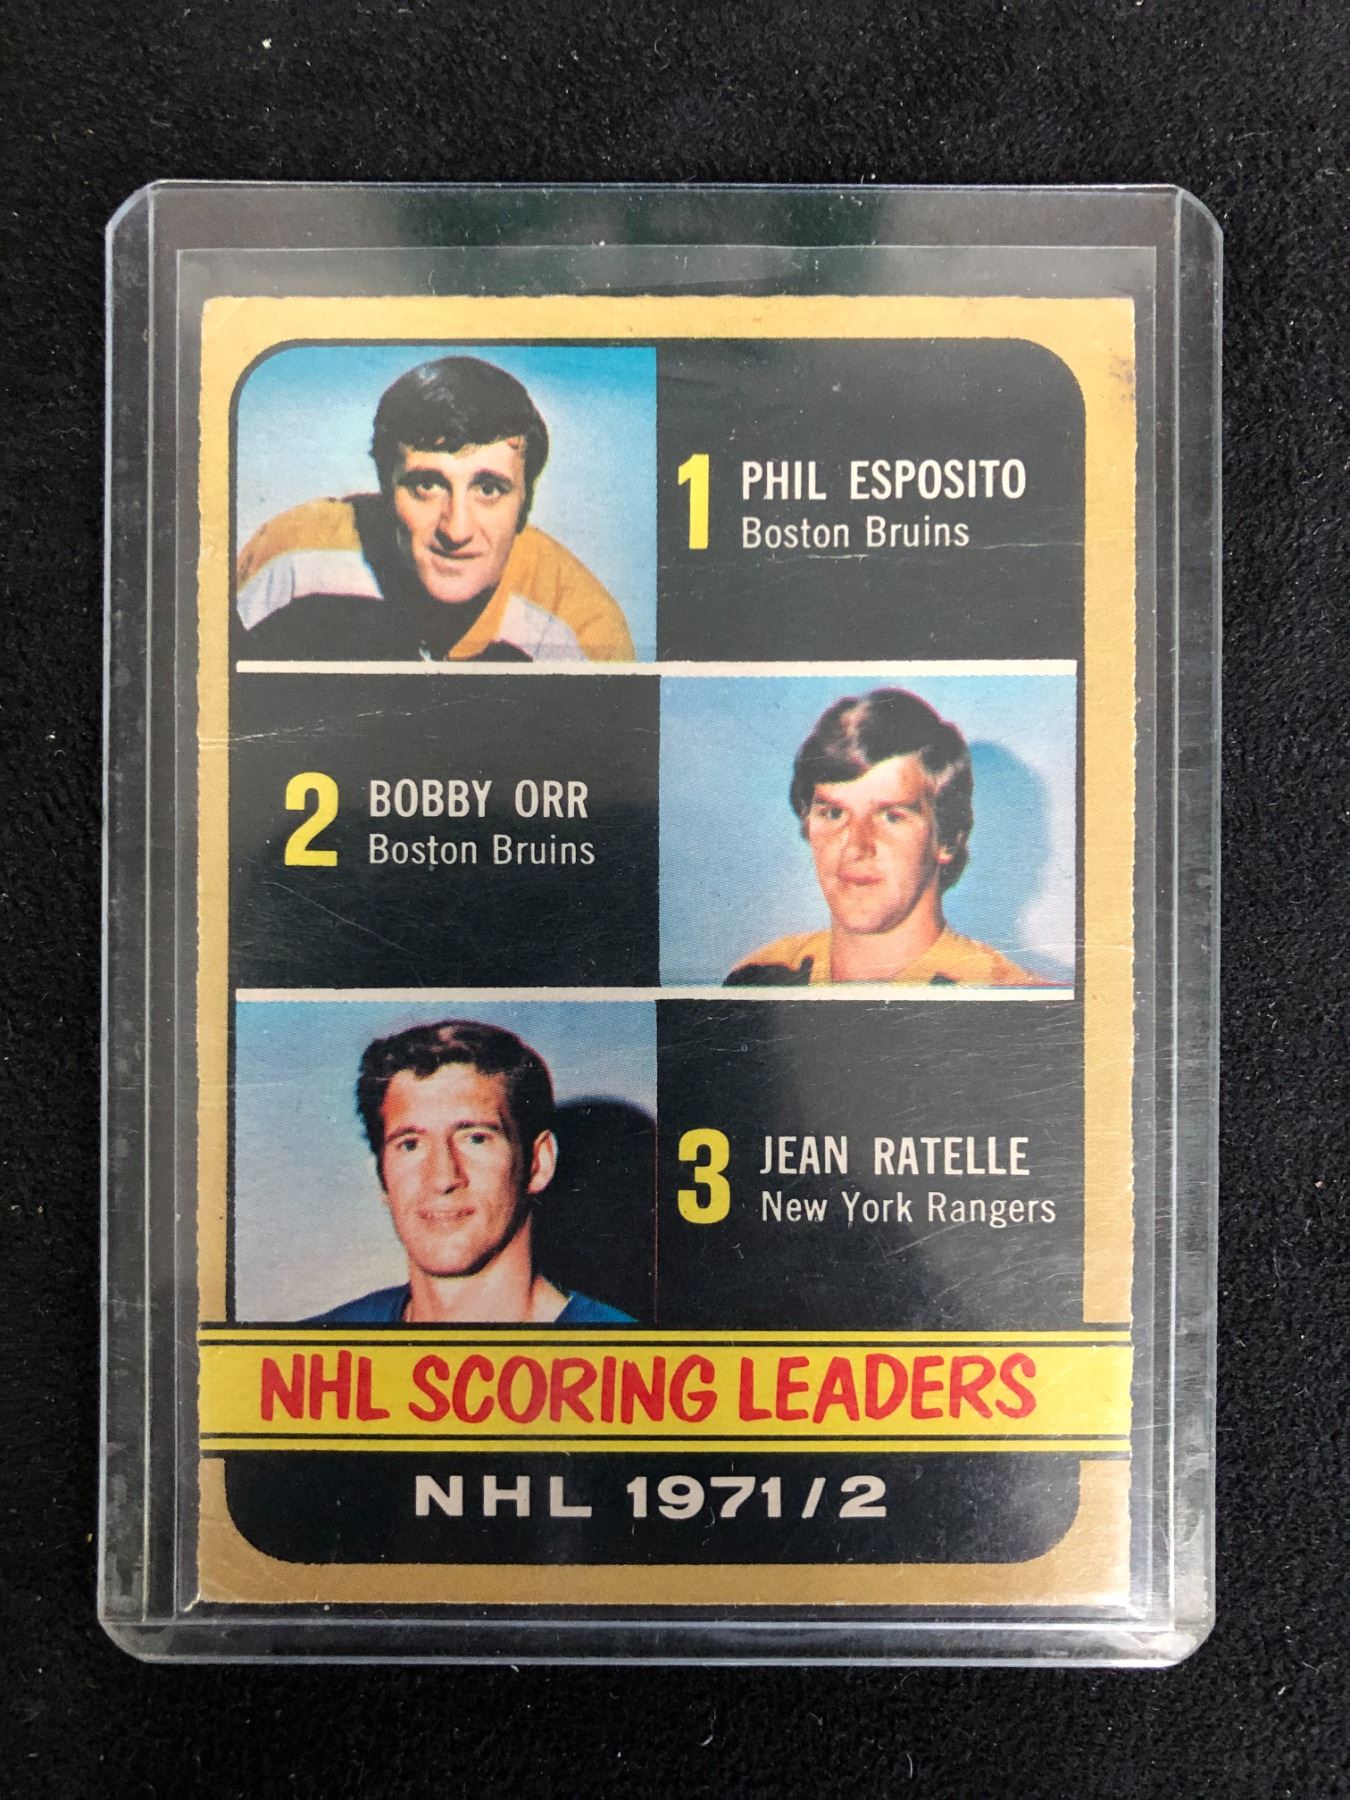 1 PHIL ESPOSITO
Boston Bruins
2 BOBBY ORR
Boston Bruins
3 JEAN RATELLE
New York Rangers
NHL SCORING LEADERS
NHL 1971/2